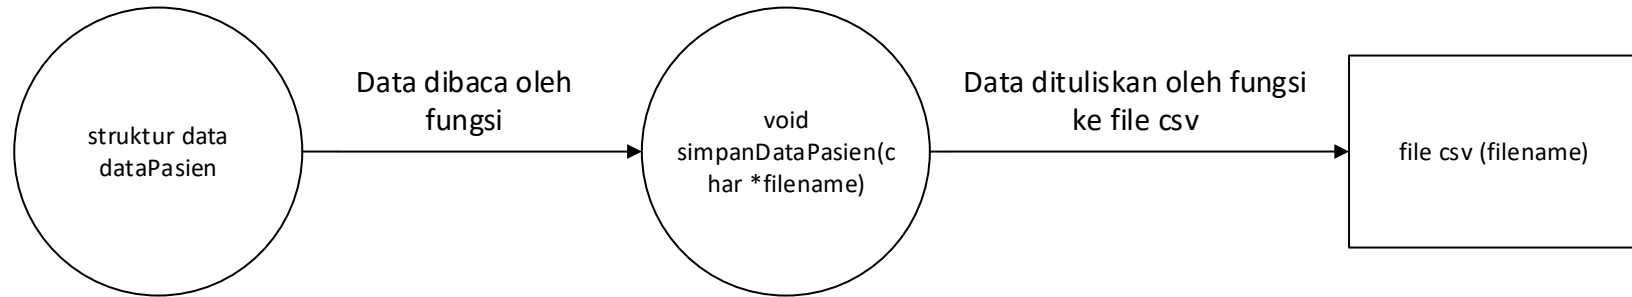 struktur data
dataPasien
Data dibaca oleh
fungsi
void
simpanDataPasien(c
har *filename)
Data dituliskan oleh fungsi
ke file csv
file csv (filename)